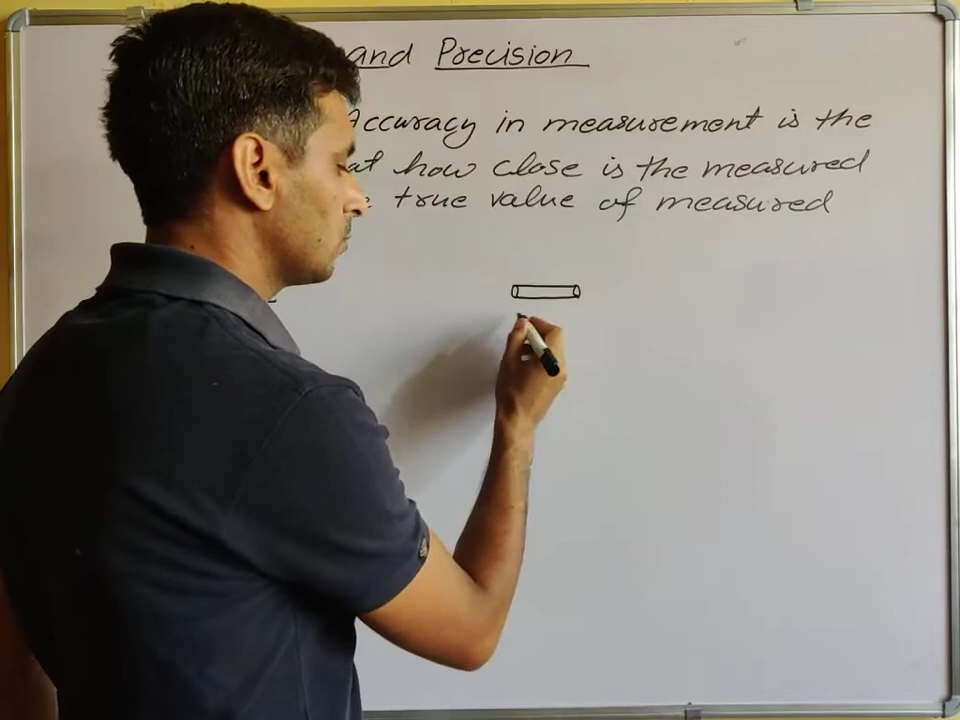 and Precision
Accuracy in measurement is the
at how close is the measured
true value of measured